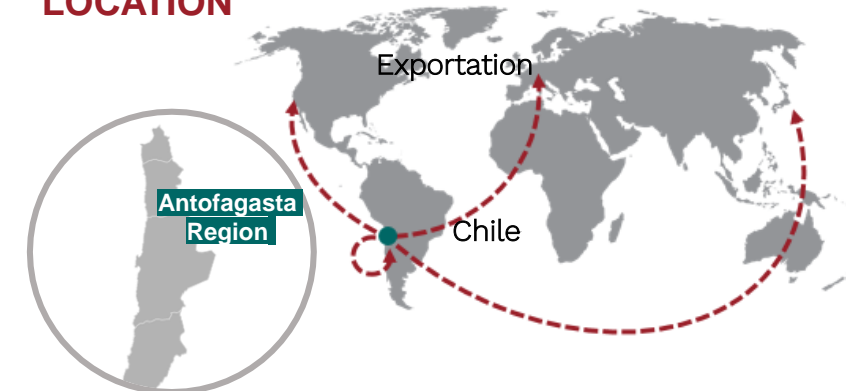 LOCATION
Exportation
Antofagasta
Region
Chile